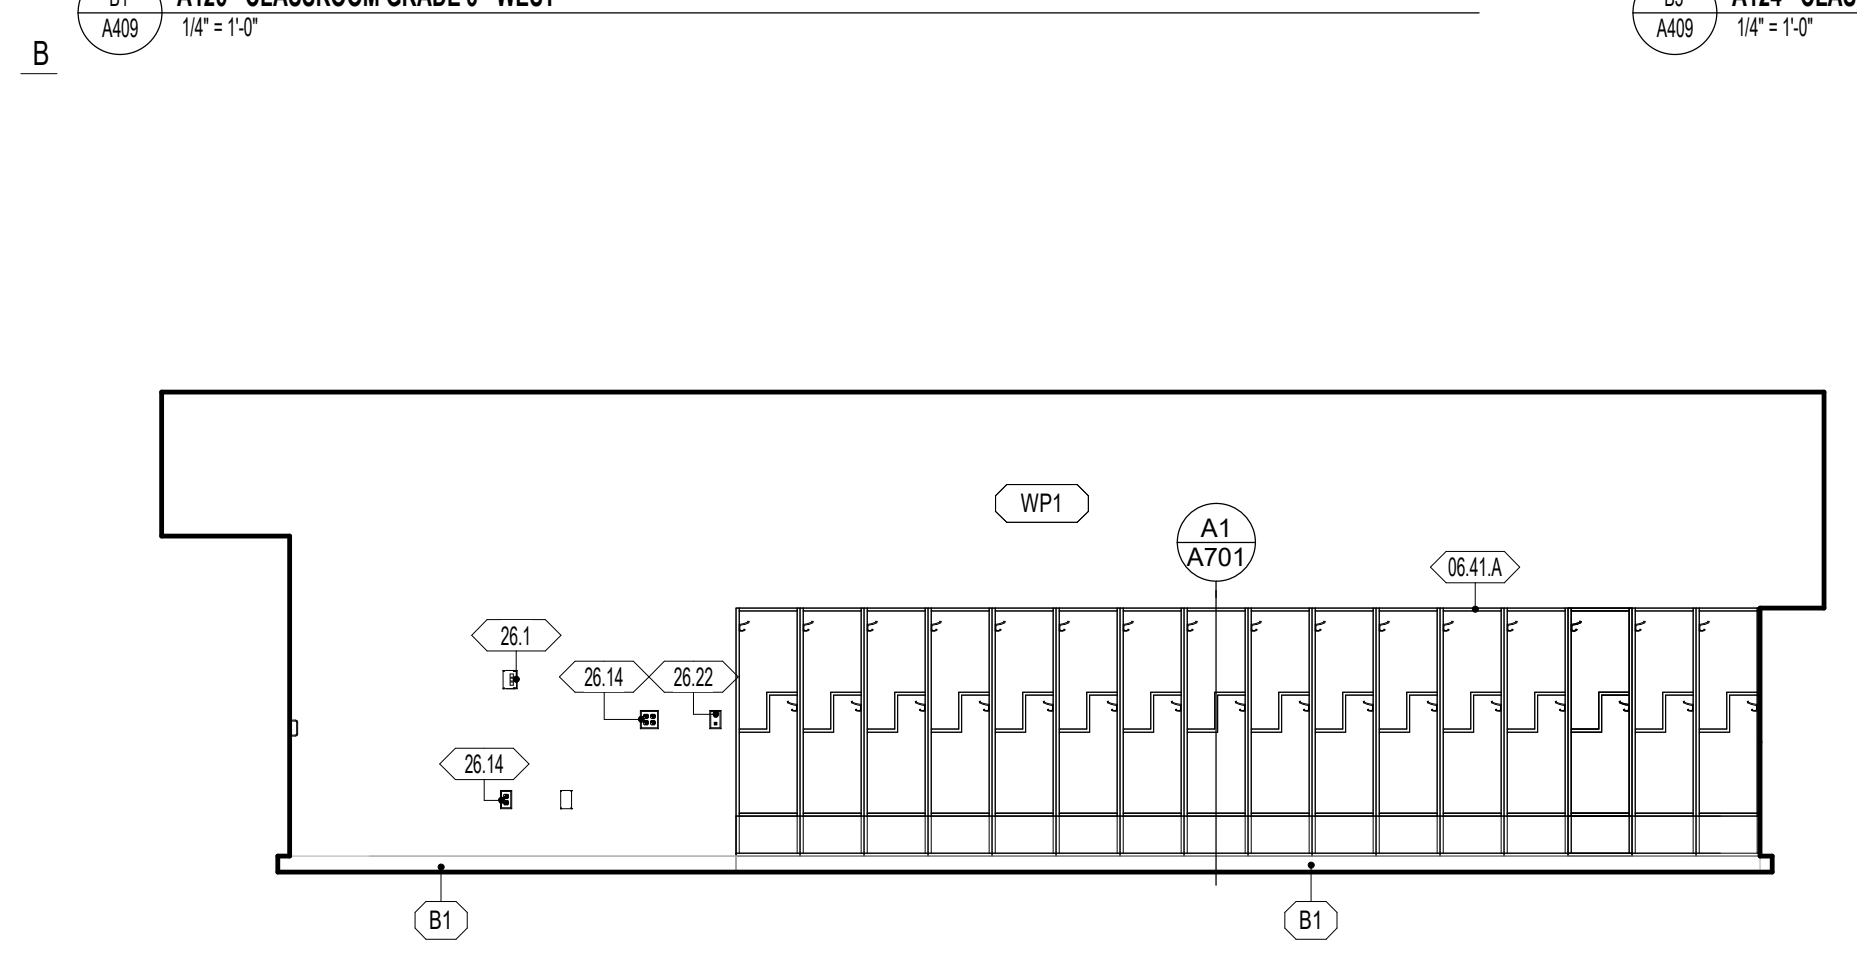 A409
1/4" = 1'-0"
A409
1/4" = 1'-0"
B
WP1
A1
A701
06.41.A
26.1
26.14
26.22
26.14
B1
B1